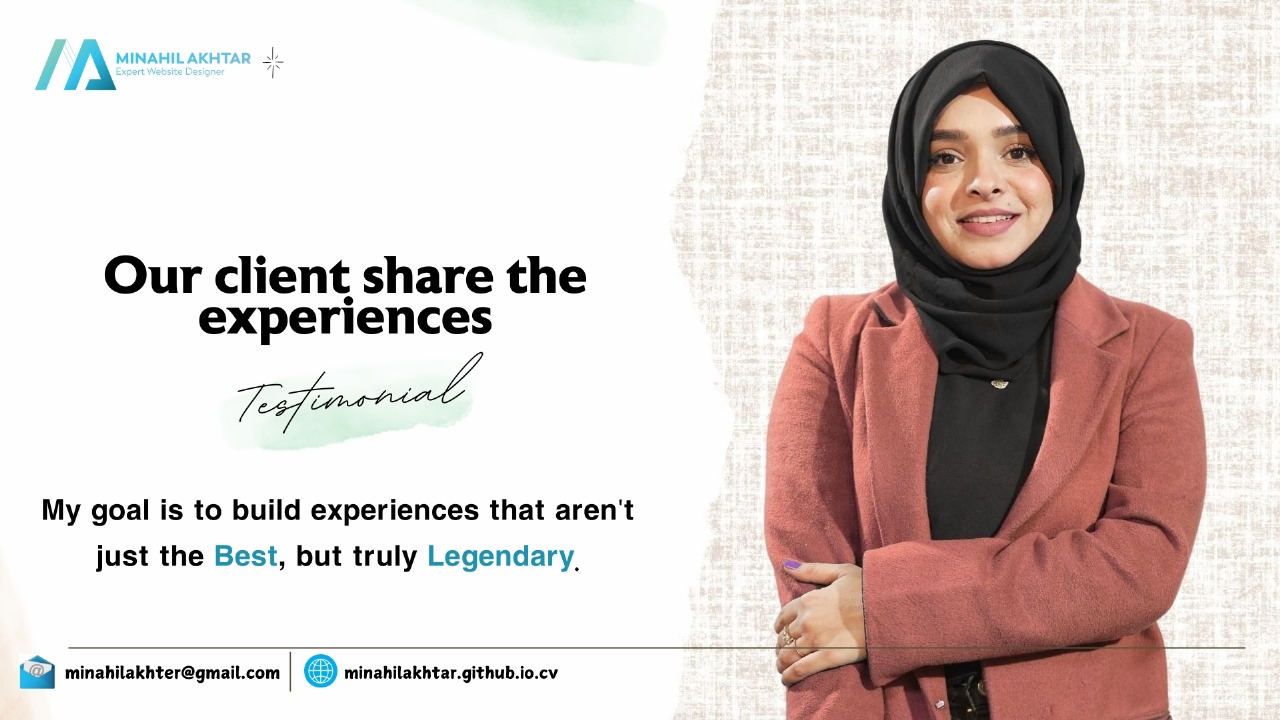 MINAHIL AKHTAR
Expert Website Designer
Our client share the
experiences
Testimonial
My goal is to build experiences that aren't
just the Best, but truly Legendary.
minahilakhter@gmail.com
minahilakhtar.github.io.cv